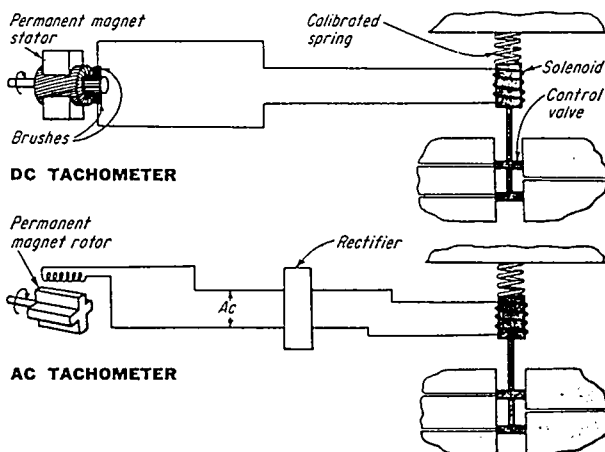 Permanent magnet
stator
Brushes
DC TACHOMETER
Calibrated
spring
Solenoid
Control
valve
Permanent
magnet rotor
Ac
Rectifier
AC TACHOMETER